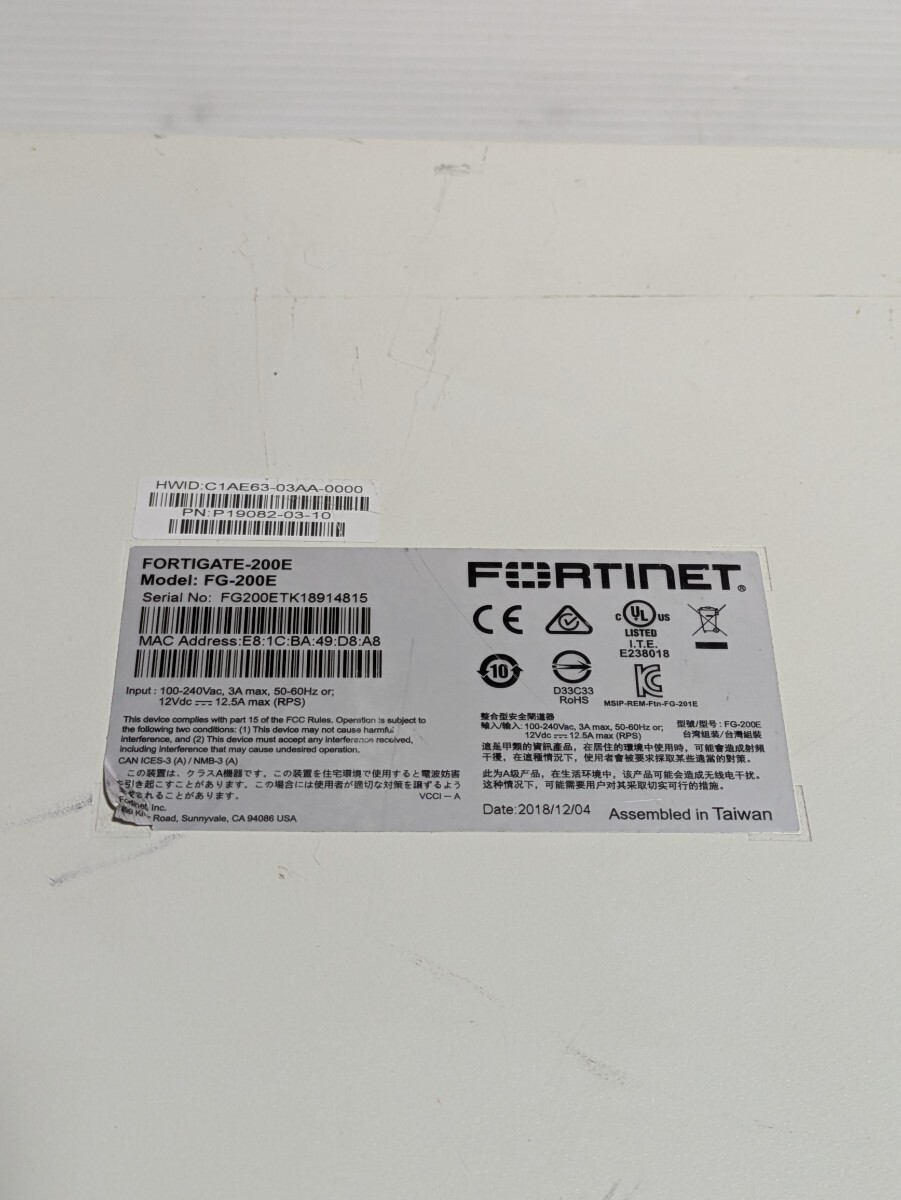 HWID:C1AE63-03AA-0000
PN:P19082-03-10
FORTIGATE-200E
Model: FG-200E
Serial No: FG200ETK18914815
MAC Address:E8:1C:BA:49:D8:A8
Input : 100-240Vac, 3A max, 50-60Hz or;
12Vdc ⎓ 12.5A max (RPS)
This device complies with part 15 of the FCC Rules. Operation is subject to
the following two conditions: (1) This device may not cause harmful
interference, and (2) This device must accept any interference received,
including interference that may cause undesired operation.
CAN ICES-3 (A) / NMB-3 (A)
この装置は、クラスA機器です。この装置を住宅環境で使用すると電波妨害
を引き起こすことがあります。この場合には使用者が適切な対策を講ずるよう
されることがあります。 VCCI－A
Fortinet, Inc.
Road, Sunnyvale, CA 94086 USA
FORTINET®
CE
C UL US
LISTED
I.T.E.
E238018
10
D33C33
RoHS
MSIP-REM-Ftn-FG-201E
整合型安全閘道器
輸入/输入: 100-240Vac, 3A max, 50-60Hz or;
12Vdc ⎓ 12.5A max (RPS)
型號/型号: FG-200E
台湾组装/台灣組裝
這是甲類的資訊產品，在居住的環境中使用時，可能會造成射頻
干擾，在這種情況下，使用者會被要求採取某些適當的對策。
此为A级产品，在生活环境中，该产品可能会造成无线电干扰。
这种情况下，可能需要用户对其采取切实可行的措施。
Date:2018/12/04
Assembled in Taiwan